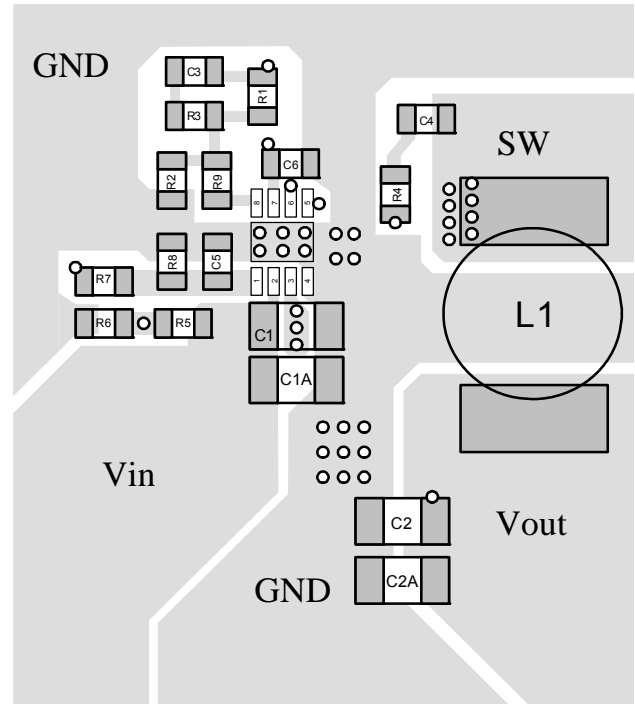 GND
C3
R3
R1
C4
SW
R2
R9
C6
R4
8 7 6 5
R8
C5
R7
1 2 3 4
R6
R5
C1
L1
C1A
Vin
C2
Vout
C2A
GND